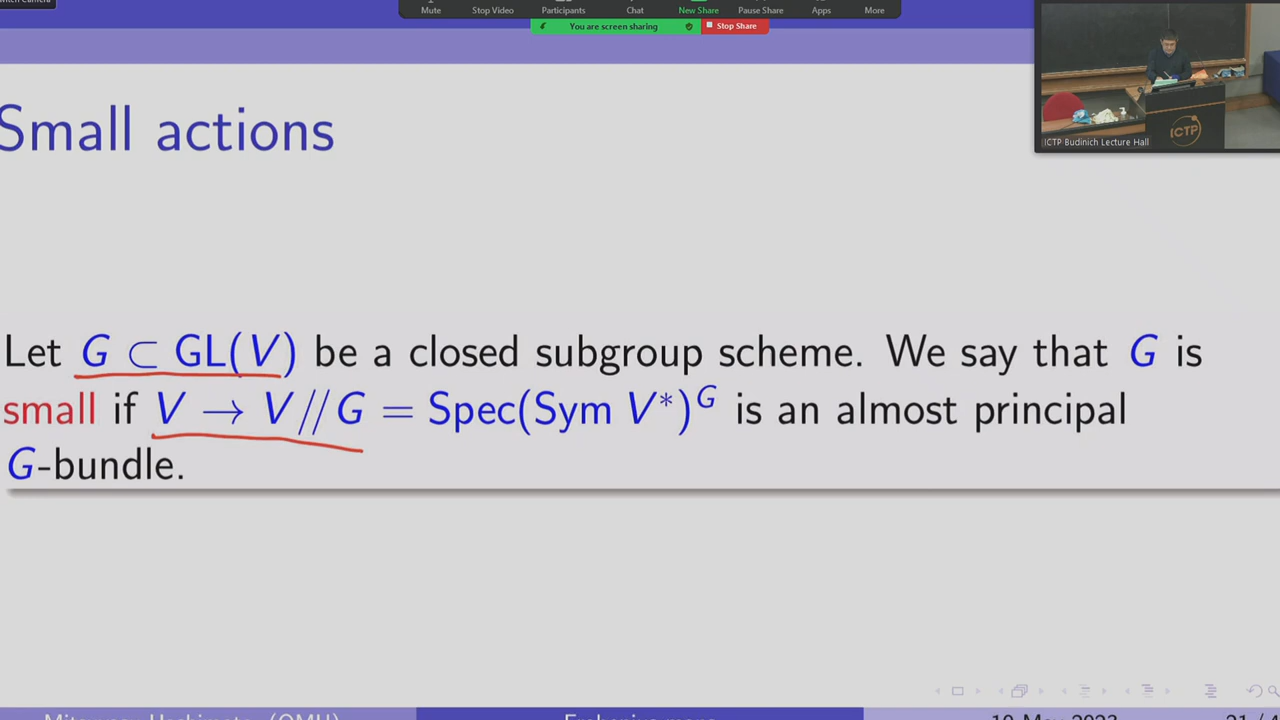 Mute Stop Video Participants Chat New Share Pause Share Apps More
You are screen sharing Stop Share
ICTP
ICTP Budinich Lecture Hall
Small actions
Let G ⊂ GL(V) be a closed subgroup scheme. We say that G is
small if V → V//G = Spec(Sym V*)^G is an almost principal
G-bundle.